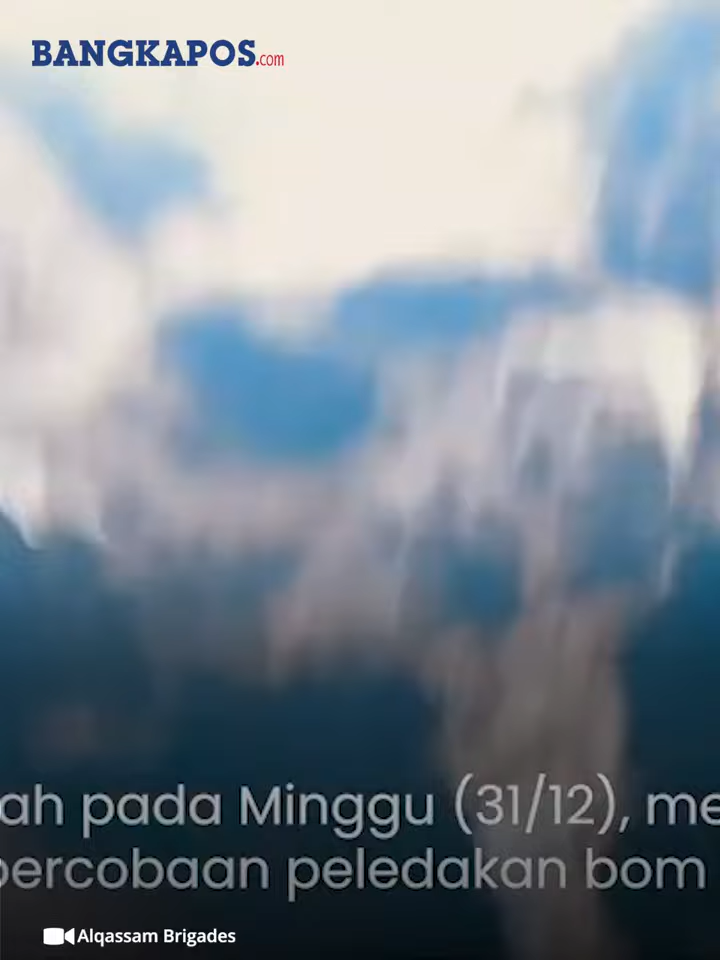 BANGKAPOS.com
ah pada Minggu (31/12), me
percobaan peledakan bom
Alqassam Brigades